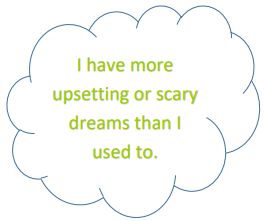 I have more
upsetting or scary
dreams than I
used to.